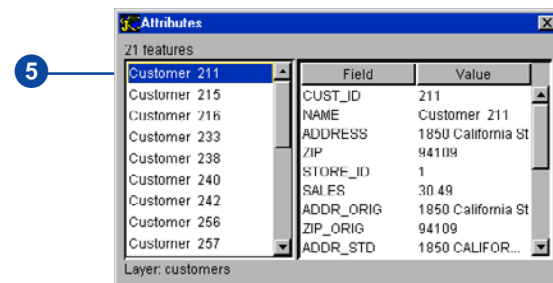 Attributes
21 features
5
Customer 211
Customer 215
Customer 216
Customer 233
Customer 238
Customer 240
Customer 242
Customer 256
Customer 257
Field Value
CUST_ID 211
NAME Customer 211
ADDRESS 1850 California St
ZIP 94109
STORE_ID 1
SALES 30.49
ADDR_ORIG 1850 California St
ZIP_ORIG 94109
ADDR_STD 1850 CALIFOR...
Layer: customers